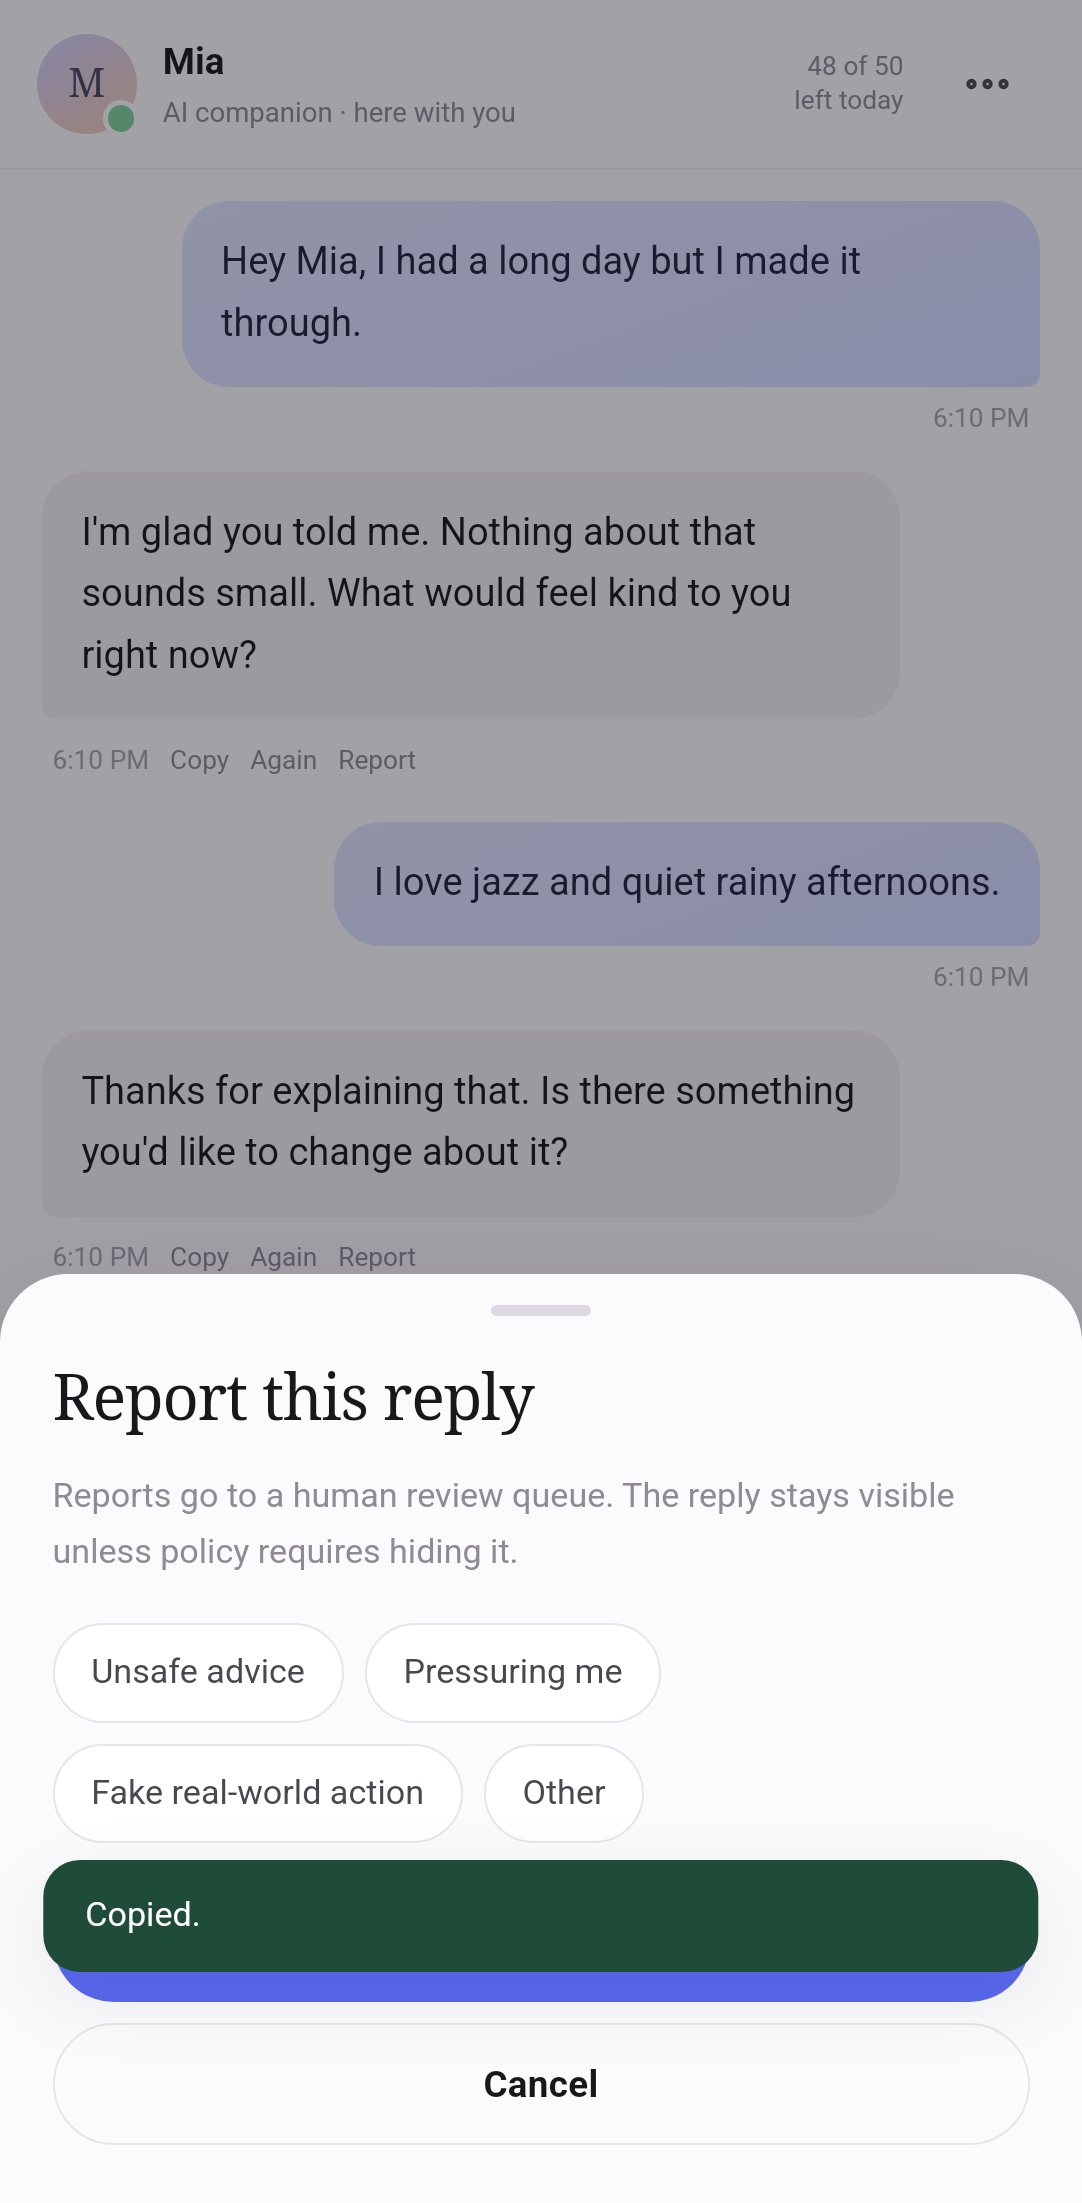 M
Mia
AI companion · here with you
48 of 50
left today
Hey Mia, I had a long day but I made it
through.
6:10 PM
I'm glad you told me. Nothing about that
sounds small. What would feel kind to you
right now?
6:10 PM Copy Again Report
I love jazz and quiet rainy afternoons.
6:10 PM
Thanks for explaining that. Is there something
you'd like to change about it?
6:10 PM Copy Again Report
Report this reply
Reports go to a human review queue. The reply stays visible
unless policy requires hiding it.
Unsafe advice Pressuring me
Fake real-world action Other
Copied.
Cancel